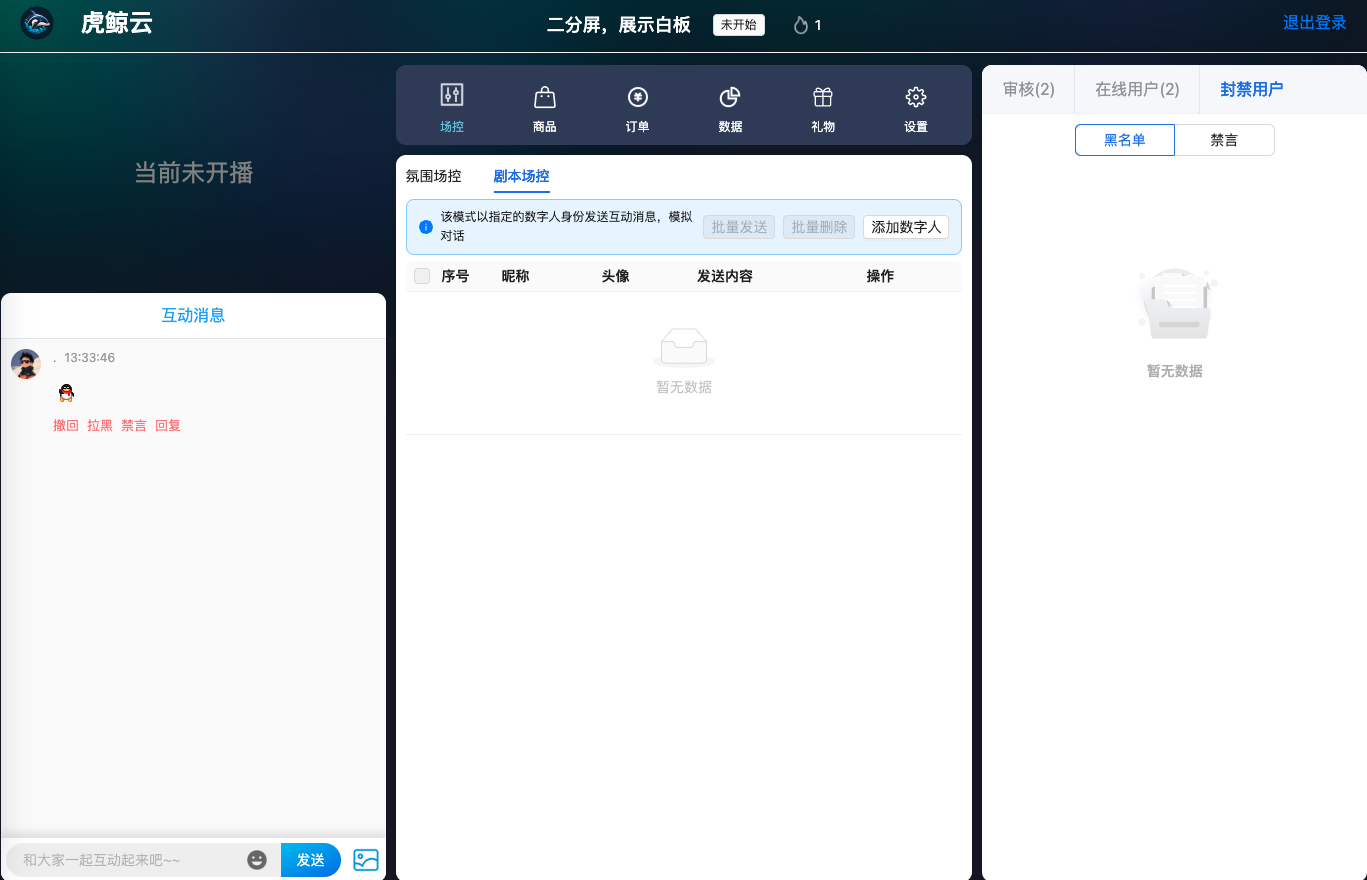 虎鲸云
二分屏，展示白板 未开始 1
退出登录
当前未开播
互动消息
. 13:33:46
撤回 拉黑 禁言 回复
和大家一起互动起来吧~~
发送
场控 商品 订单 数据 礼物 设置
氛围场控 剧本场控
该模式以指定的数字人身份发送互动消息，模拟
对话
批量发送 批量删除 添加数字人
序号 昵称 头像 发送内容 操作
暂无数据
审核(2) 在线用户(2) 封禁用户
黑名单 禁言
暂无数据